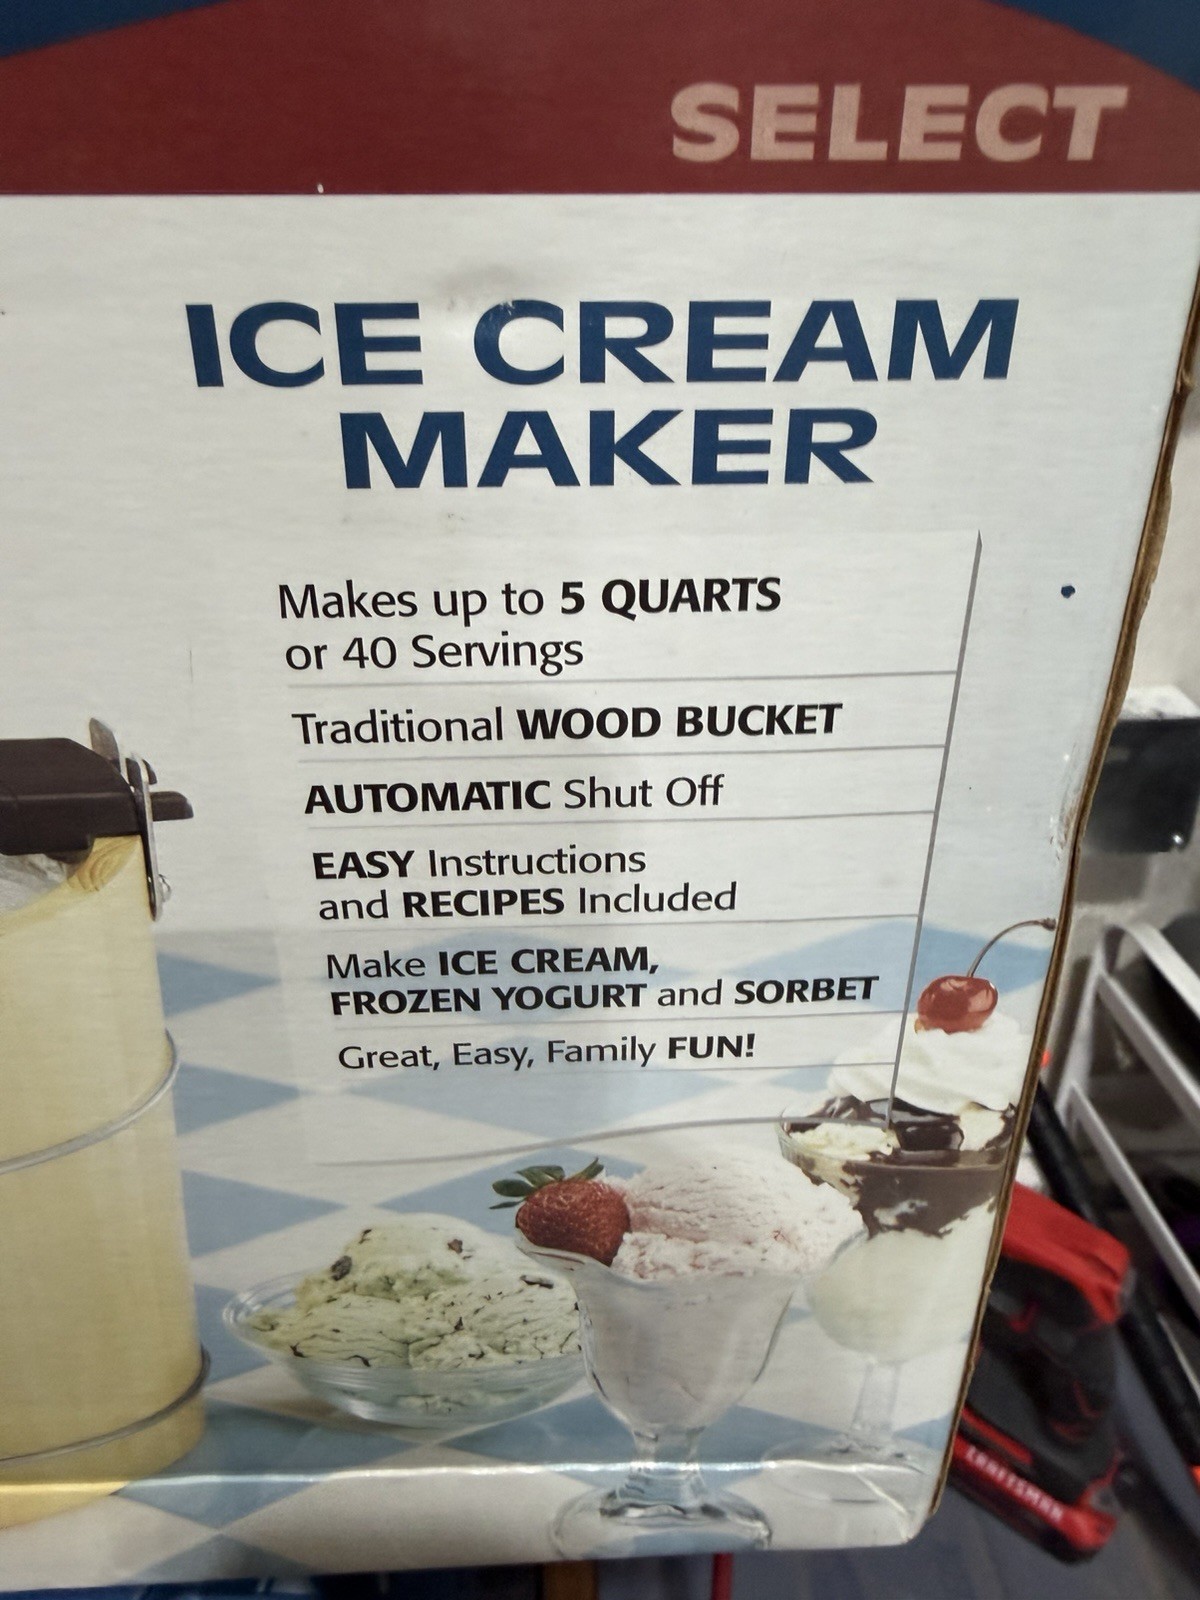 SELECT
ICE CREAM
MAKER
Makes up to 5 QUARTS
or 40 Servings
Traditional WOOD BUCKET
AUTOMATIC Shut Off
EASY Instructions
and RECIPES Included
Make ICE CREAM,
FROZEN YOGURT and SORBET
Great, Easy, Family FUN!
CRAFTSMAN